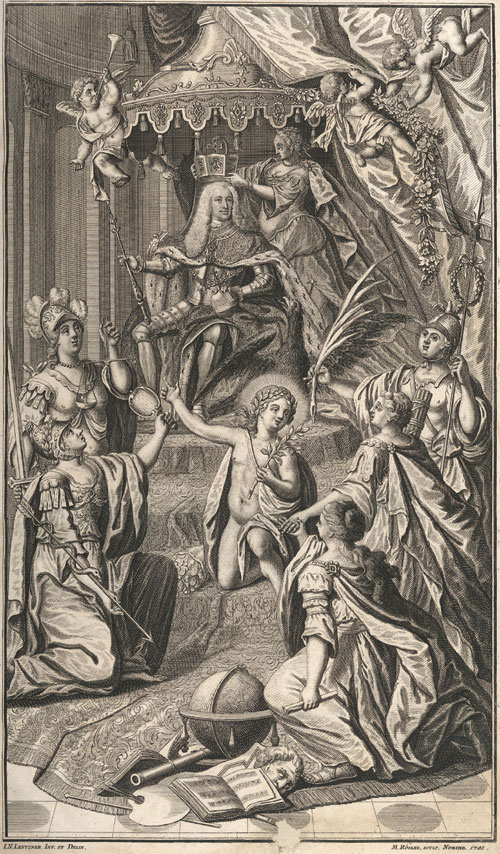 I.N. LENTZNER INV. ET DELIN.
M. RÖSLER, SCULP. NORIMB.